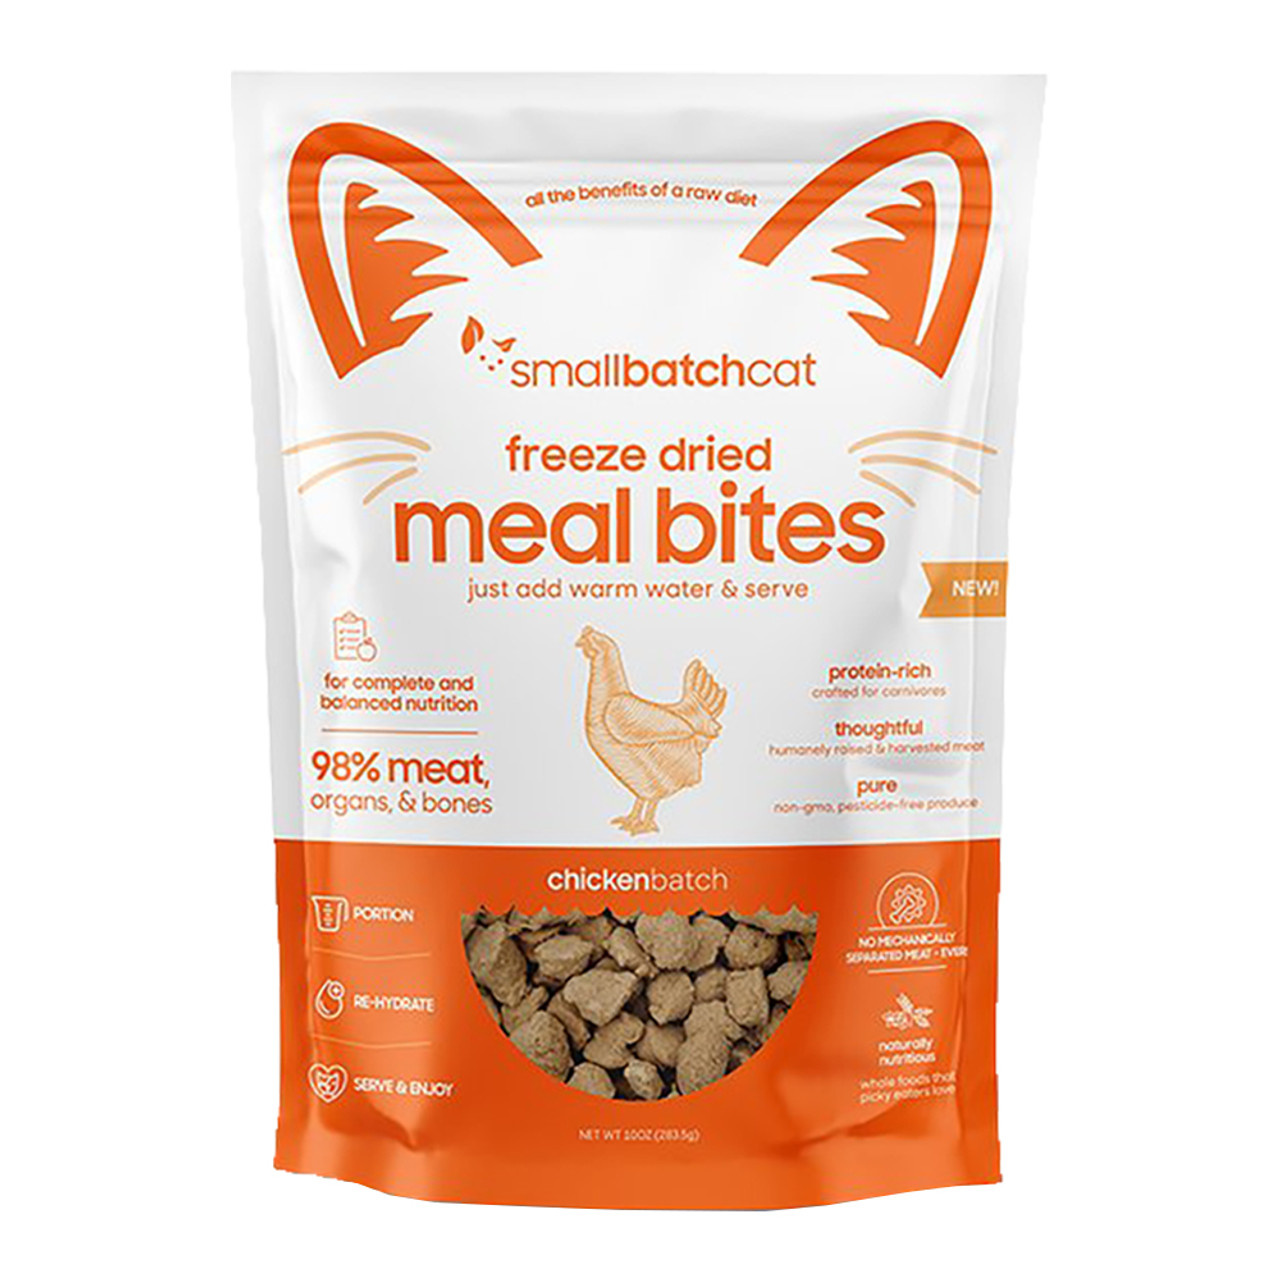 all the benefits of a raw diet
smallbatchcat
freeze dried
meal bites
just add warm water & serve
NEW!
for complete and
balanced nutrition
98% meat,
organs, & bones
protein-rich
crafted for carnivores
thoughtful
humanely raised & harvested meat
pure
non-gmo, pesticide-free produce
chickenbatch
PORTION
RE-HYDRATE
SERVE & ENJOY
NO MECHANICALLY
SEPARATED MEAT - EVER!
naturally
nutritious
whole foods that
picky eaters love
NET WT 10OZ (283.5g)